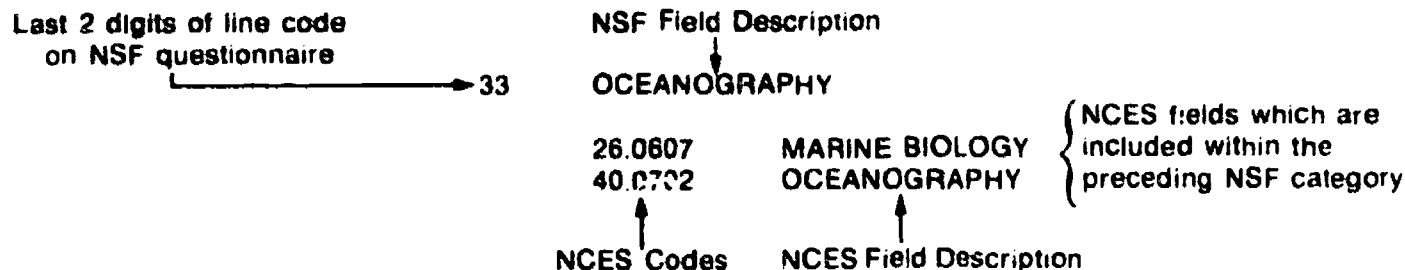 Last 2 digits of line code
on NSF questionnaire
NSF Field Description
33 OCEANOGRAPHY
26.0607 MARINE BIOLOGY
40.0702 OCEANOGRAPHY
NCES fields which are
included within the
preceding NSF category
NCES Codes NCES Field Description